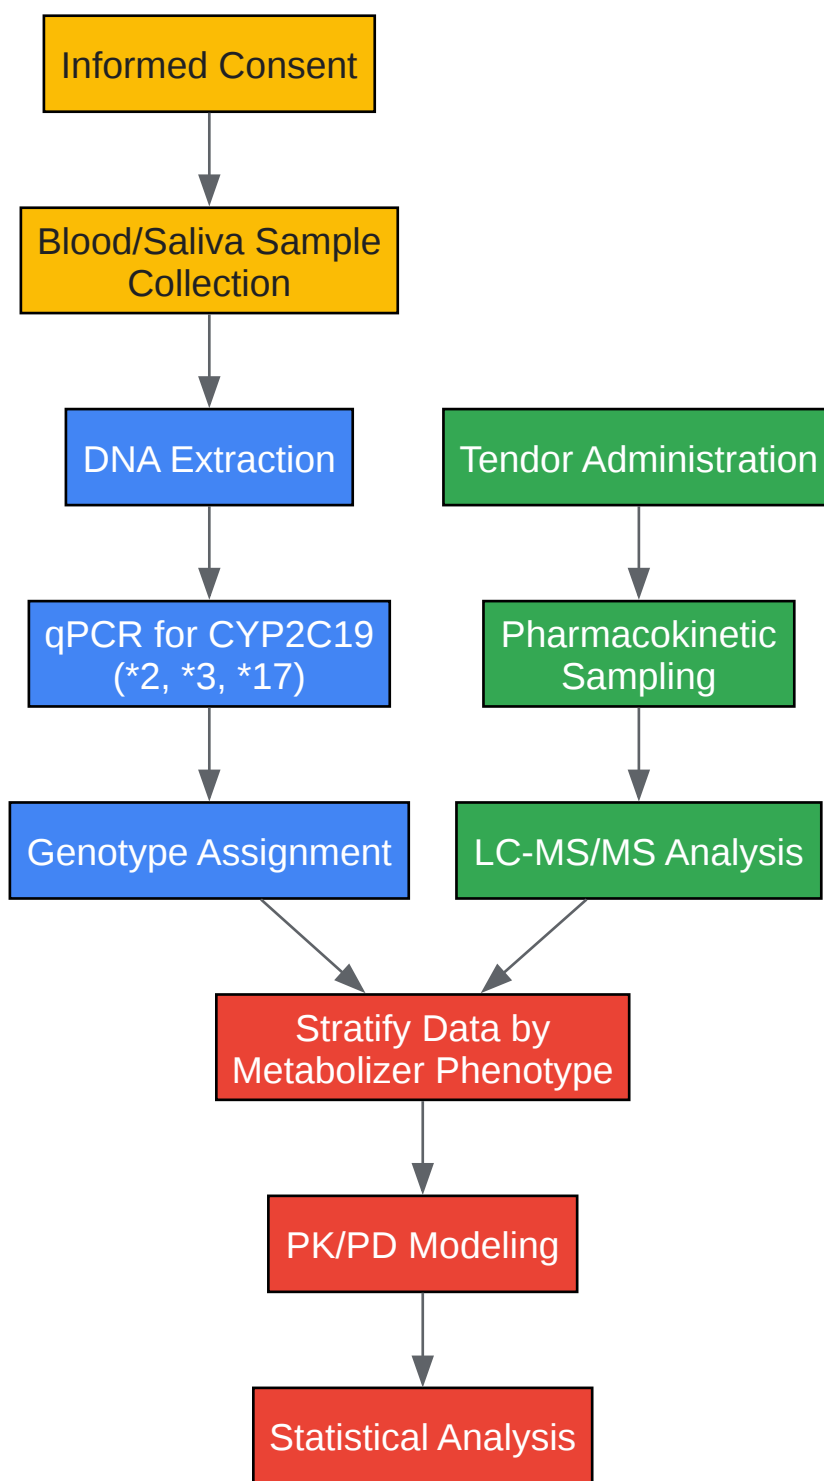 Informed Consent
Blood/Saliva Sample
Collection
DNA Extraction
Tendor Administration
qPCR for CYP2C19
(*2, *3, *17)
Pharmacokinetic
Sampling
Genotype Assignment
LC-MS/MS Analysis
Stratify Data by
Metabolizer Phenotype
PK/PD Modeling
Statistical Analysis